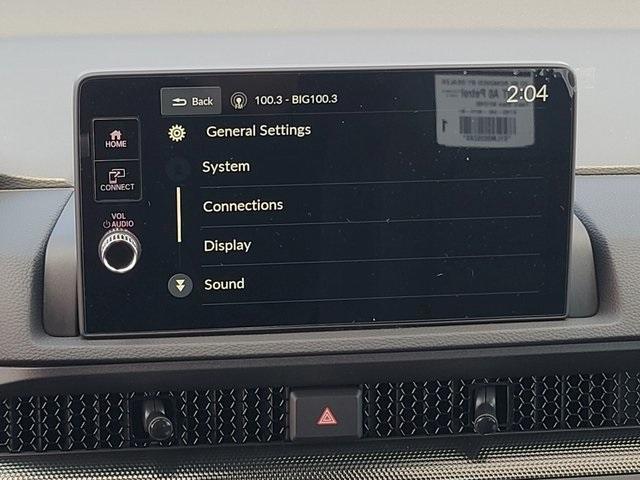 Back
100.3 - BIG100.3
2:04
HOME
General Settings
System
CONNECT
Connections
VOL
AUDIO
Display
Sound